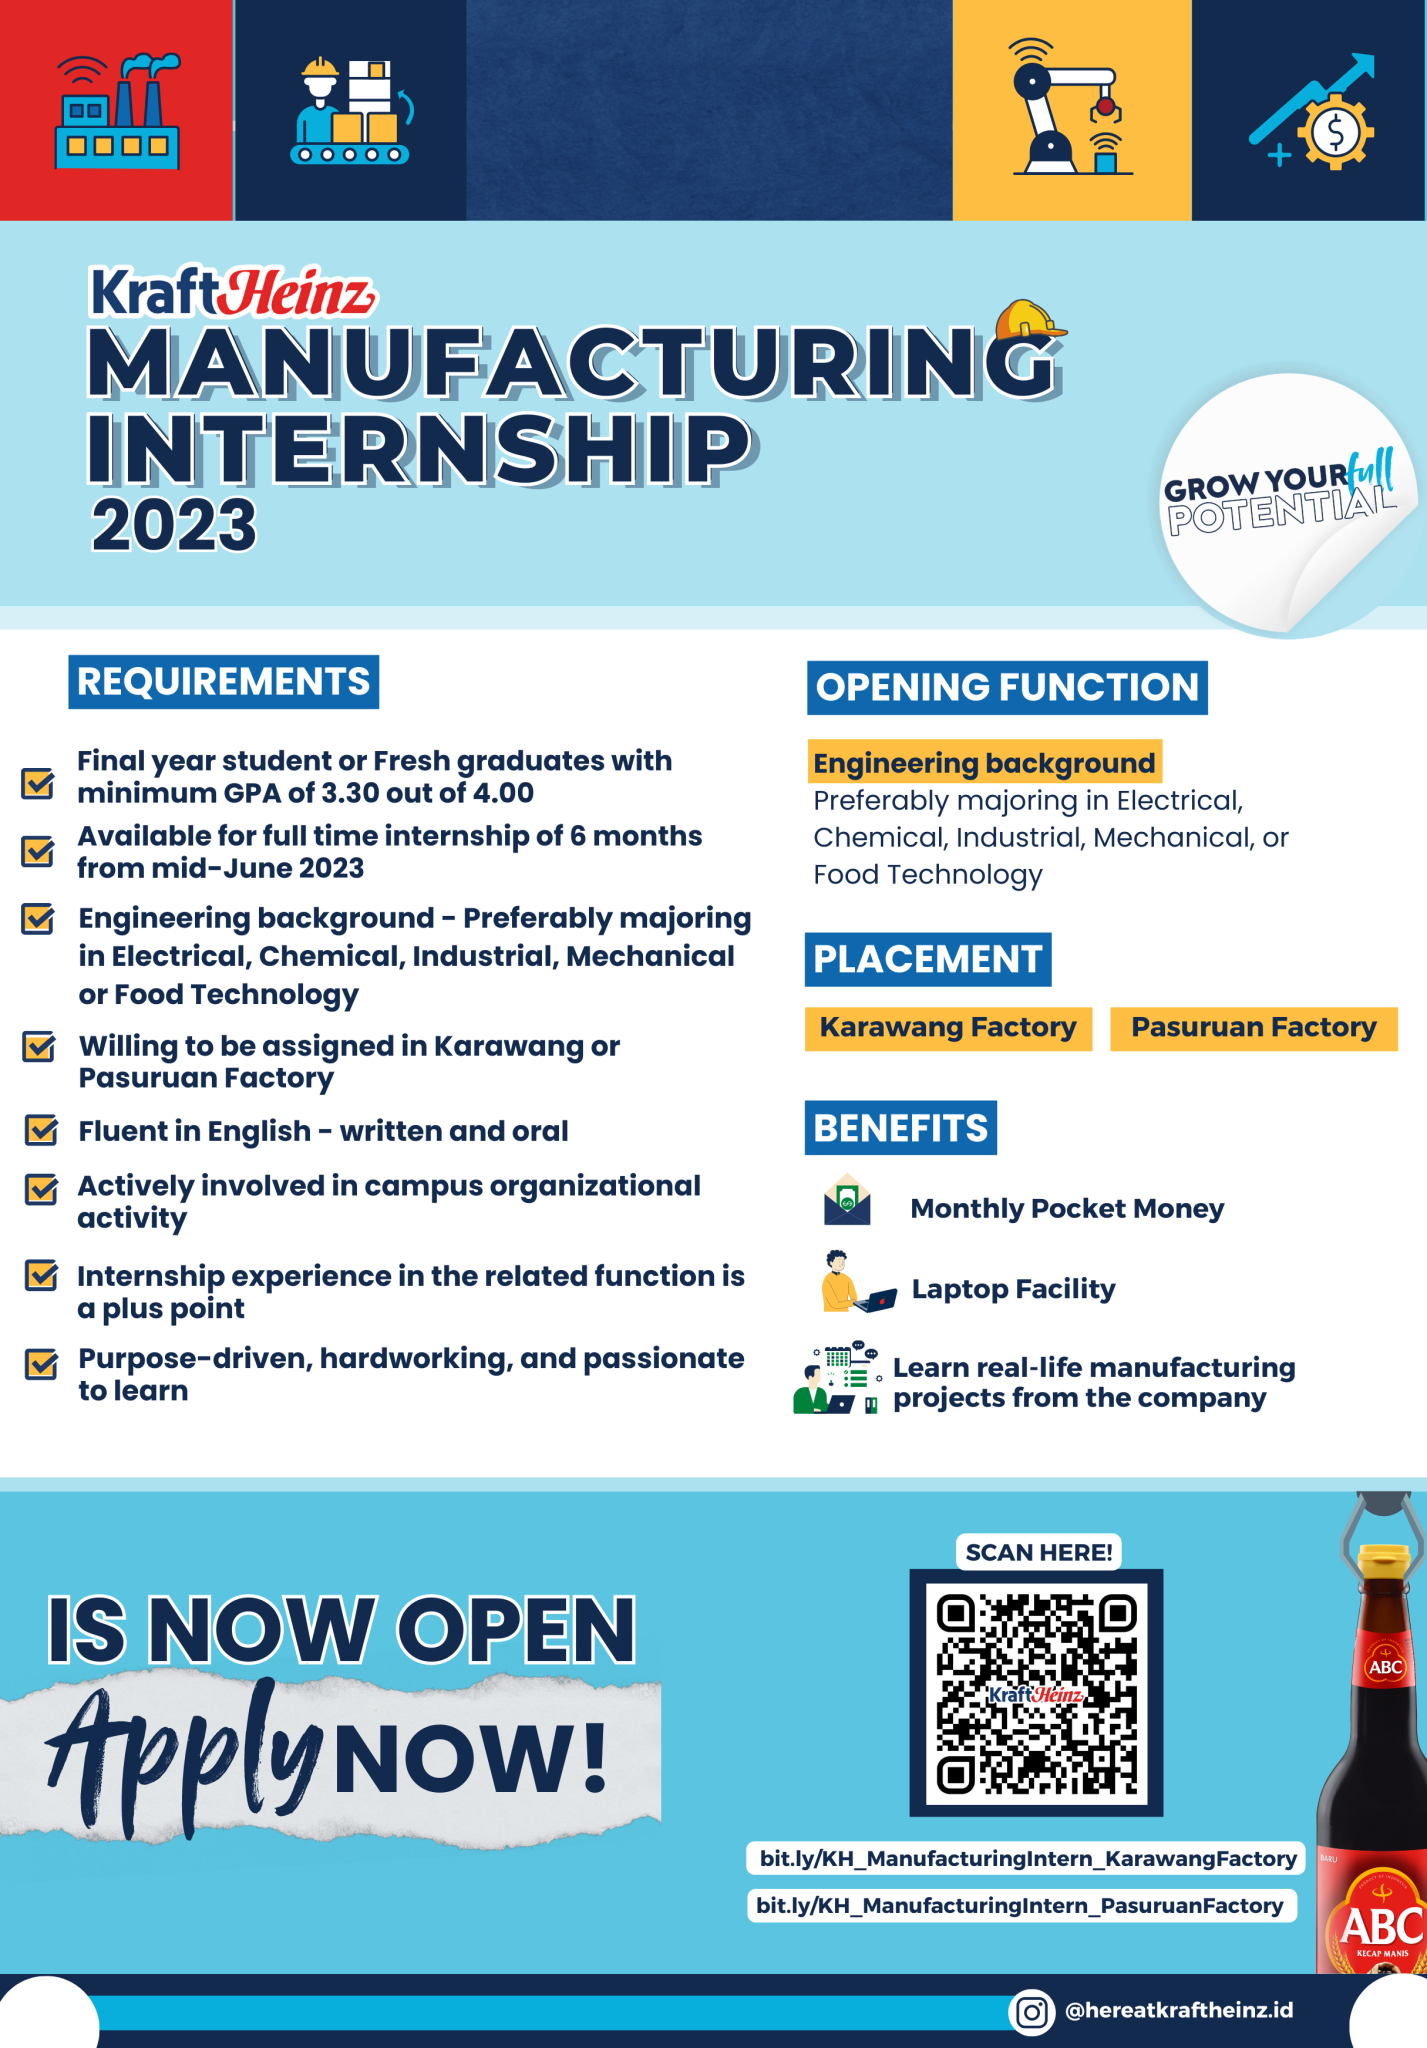 KraftHeinz
MANUFACTURING
INTERNSHIP
2023
GROW YOUR full
POTENTIAL
REQUIREMENTS
Final year student or Fresh graduates with
minimum GPA of 3.30 out of 4.00
Available for full time internship of 6 months
from mid-June 2023
Engineering background - Preferably majoring
in Electrical, Chemical, Industrial, Mechanical
or Food Technology
Willing to be assigned in Karawang or
Pasuruan Factory
Fluent in English - written and oral
Actively involved in campus organizational
activity
Internship experience in the related function is
a plus point
Purpose-driven, hardworking, and passionate
to learn
OPENING FUNCTION
Engineering background
Preferably majoring in Electrical,
Chemical, Industrial, Mechanical, or
Food Technology
PLACEMENT
Karawang Factory
Pasuruan Factory
BENEFITS
Monthly Pocket Money
Laptop Facility
Learn real-life manufacturing
projects from the company
IS NOW OPEN
Apply NOW!
SCAN HERE!
KraftHeinz
bit.ly/KH_ManufacturingIntern_KarawangFactory
bit.ly/KH_ManufacturingIntern_PasuruanFactory
ABC
BARU
ABC
KECAP MANIS
@hereatkraftheinz.id